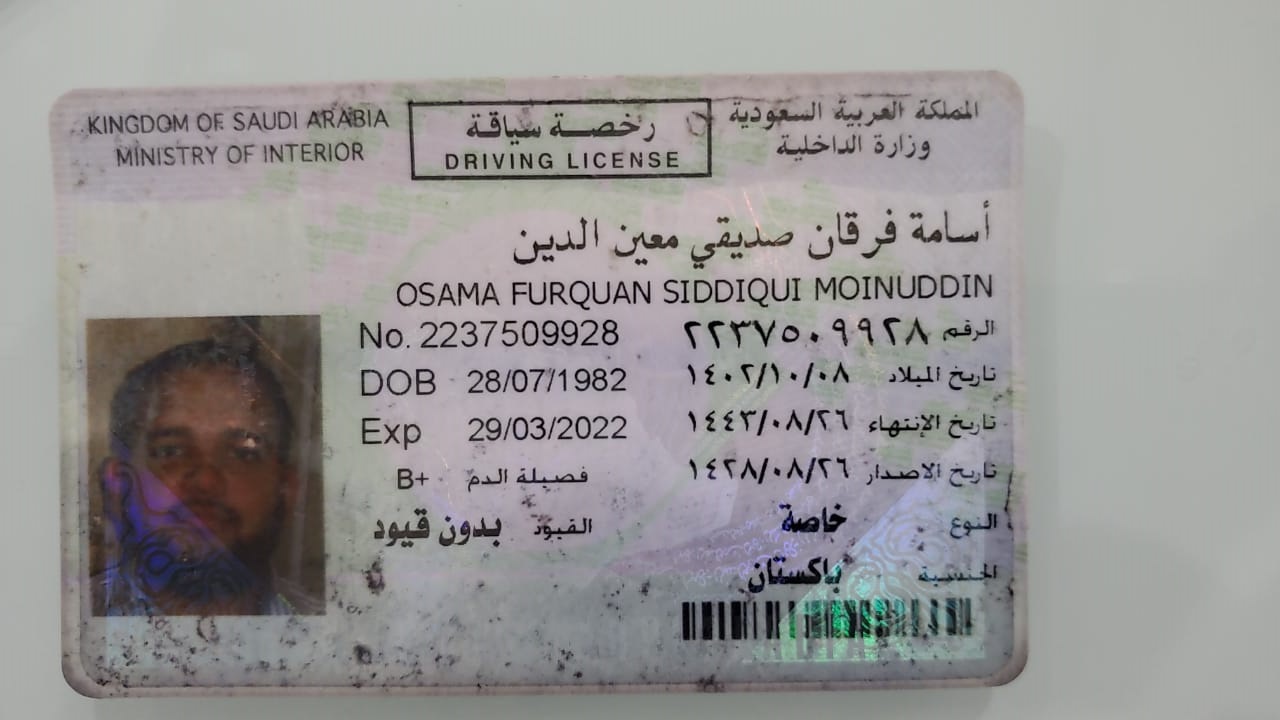 KINGDOM OF SAUDI ARABIA
MINISTRY OF INTERIOR
رخصة سياقة
DRIVING LICENSE
المملكة العربية السعودية
وزارة الداخلية
أسامة فرقان صديقي معين الدين
OSAMA FURQUAN SIDDIQUI MOINUDDIN
No. 2237509928 الرقم ٢٢٣٧٥٠٩٩٢٨
DOB 28/07/1982 تاريخ الميلاد ١٤٠٢/١٠/٠٨
Exp 29/03/2022 تاريخ الإنتهاء ١٤٤٣/٠٨/٢٦
B+ فصيلة الدم تاريخ الاصدار ١٤٢٨/٠٨/٢٦
النوع خاصة القيود بدون قيود
الجنسية باكستان